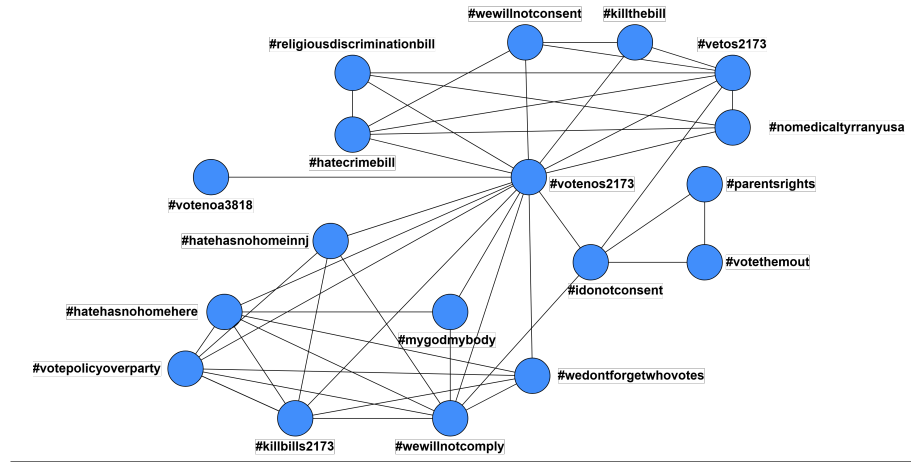 #wewillnotconsent
#killthebill
#religiousdiscriminationbill
#vetos2173
#nomedicaltyrranyusa
#hatecrimebill
#votenos2173
#parentsrights
#votenoa3818
#hatehasnohomeinnj
#votethemout
#idonotconsent
#hatehasnohomehere
#mygodmybody
#votepolicyoverparty
#wedontforgetwhovotes
#killbills2173
#wewillnotcomply